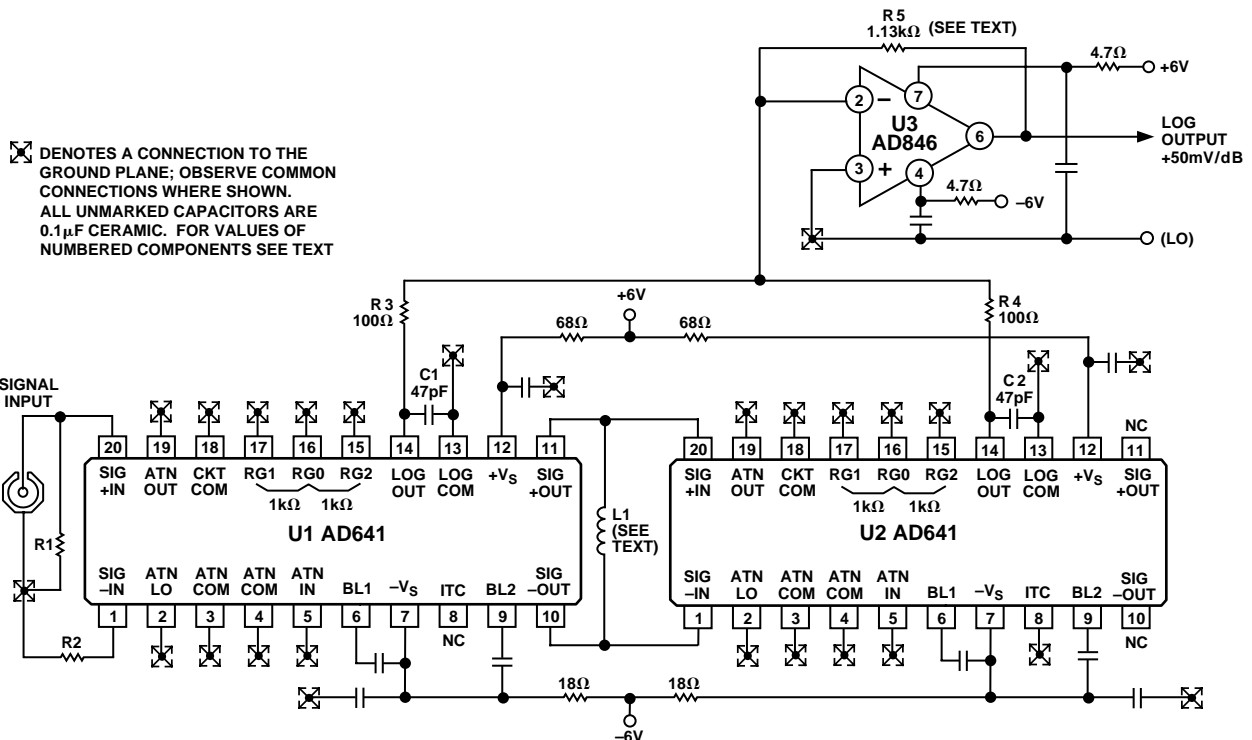 R5
1.13kΩ (SEE TEXT)
4.7Ω
+6V
2
–
7
U3
AD846
6
LOG
OUTPUT
+50mV/dB
3
+
4
4.7Ω
–6V
(LO)
DENOTES A CONNECTION TO THE
GROUND PLANE; OBSERVE COMMON
CONNECTIONS WHERE SHOWN.
ALL UNMARKED CAPACITORS ARE
0.1μF CERAMIC. FOR VALUES OF
NUMBERED COMPONENTS SEE TEXT
R3
100Ω
+6V
68Ω
68Ω
R4
100Ω
C1
47pF
C2
47pF
SIGNAL
INPUT
NC
20 19 18 17 16 15 14 13 12 11
20 19 18 17 16 15 14 13 12 11
SIG ATN CKT RG1 RG0 RG2 LOG LOG +VS SIG
+IN OUT COM OUT COM +OUT
SIG ATN CKT RG1 RG0 RG2 LOG LOG +VS SIG
+IN OUT COM OUT COM +OUT
1kΩ 1kΩ
1kΩ 1kΩ
R1
U1 AD641
L1
(SEE
TEXT)
U2 AD641
SIG ATN ATN ATN ATN BL1 –VS ITC BL2 SIG
–IN LO COM COM IN –OUT
SIG ATN ATN ATN ATN BL1 –VS ITC BL2 SIG
–IN LO COM COM IN –OUT
1 2 3 4 5 6 7 8 9 10
1 2 3 4 5 6 7 8 9 10
R2
NC
NC
18Ω
18Ω
–6V